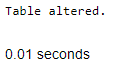 Table altered.
0.01 seconds